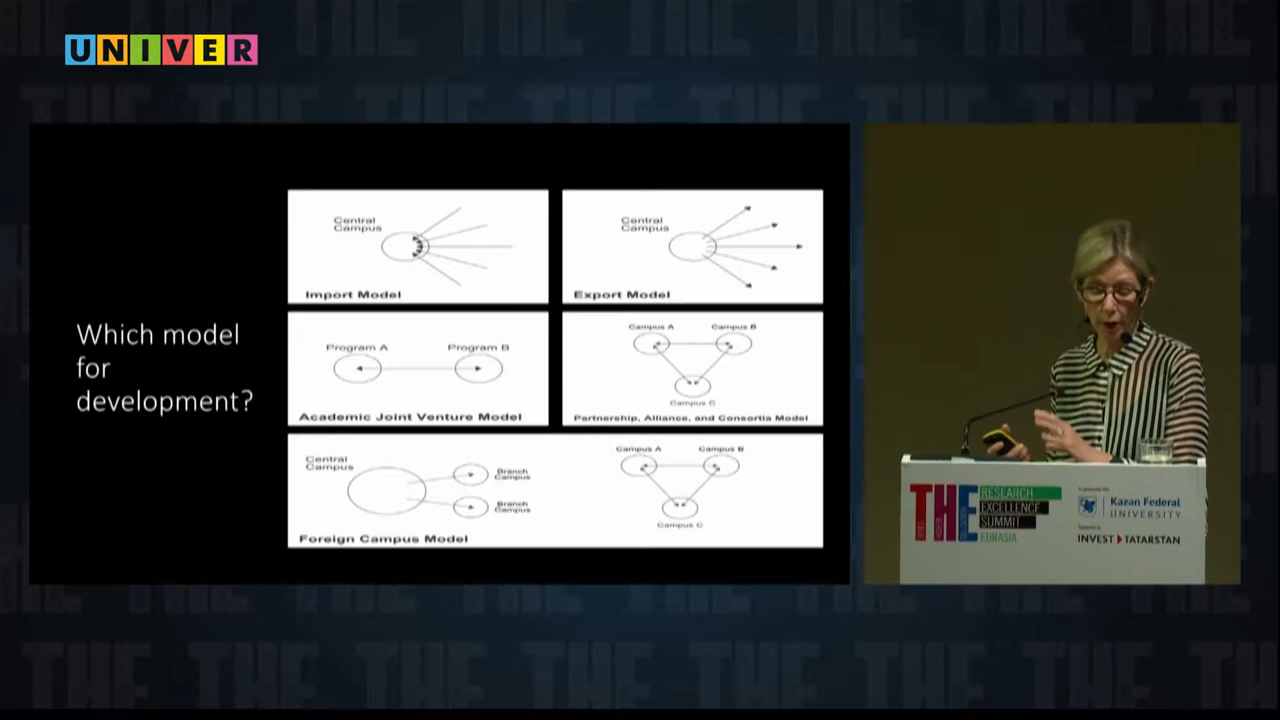 UNIVER
Which model
for
development?
Central
Campus
Import Model
Central
Campus
Export Model
Program A
Program B
Academic Joint Venture Model
Campus A
Campus B
Campus C
Partnership, Alliance, and Consortia Model
Central
Campus
Branch
Campus
Branch
Campus
Foreign Campus Model
Campus A
Campus B
Campus C
THE
RESEARCH
EXCELLENCE
SUMMIT
EURASIA
Kazan Federal
UNIVERSITY
INVEST TATARSTAN